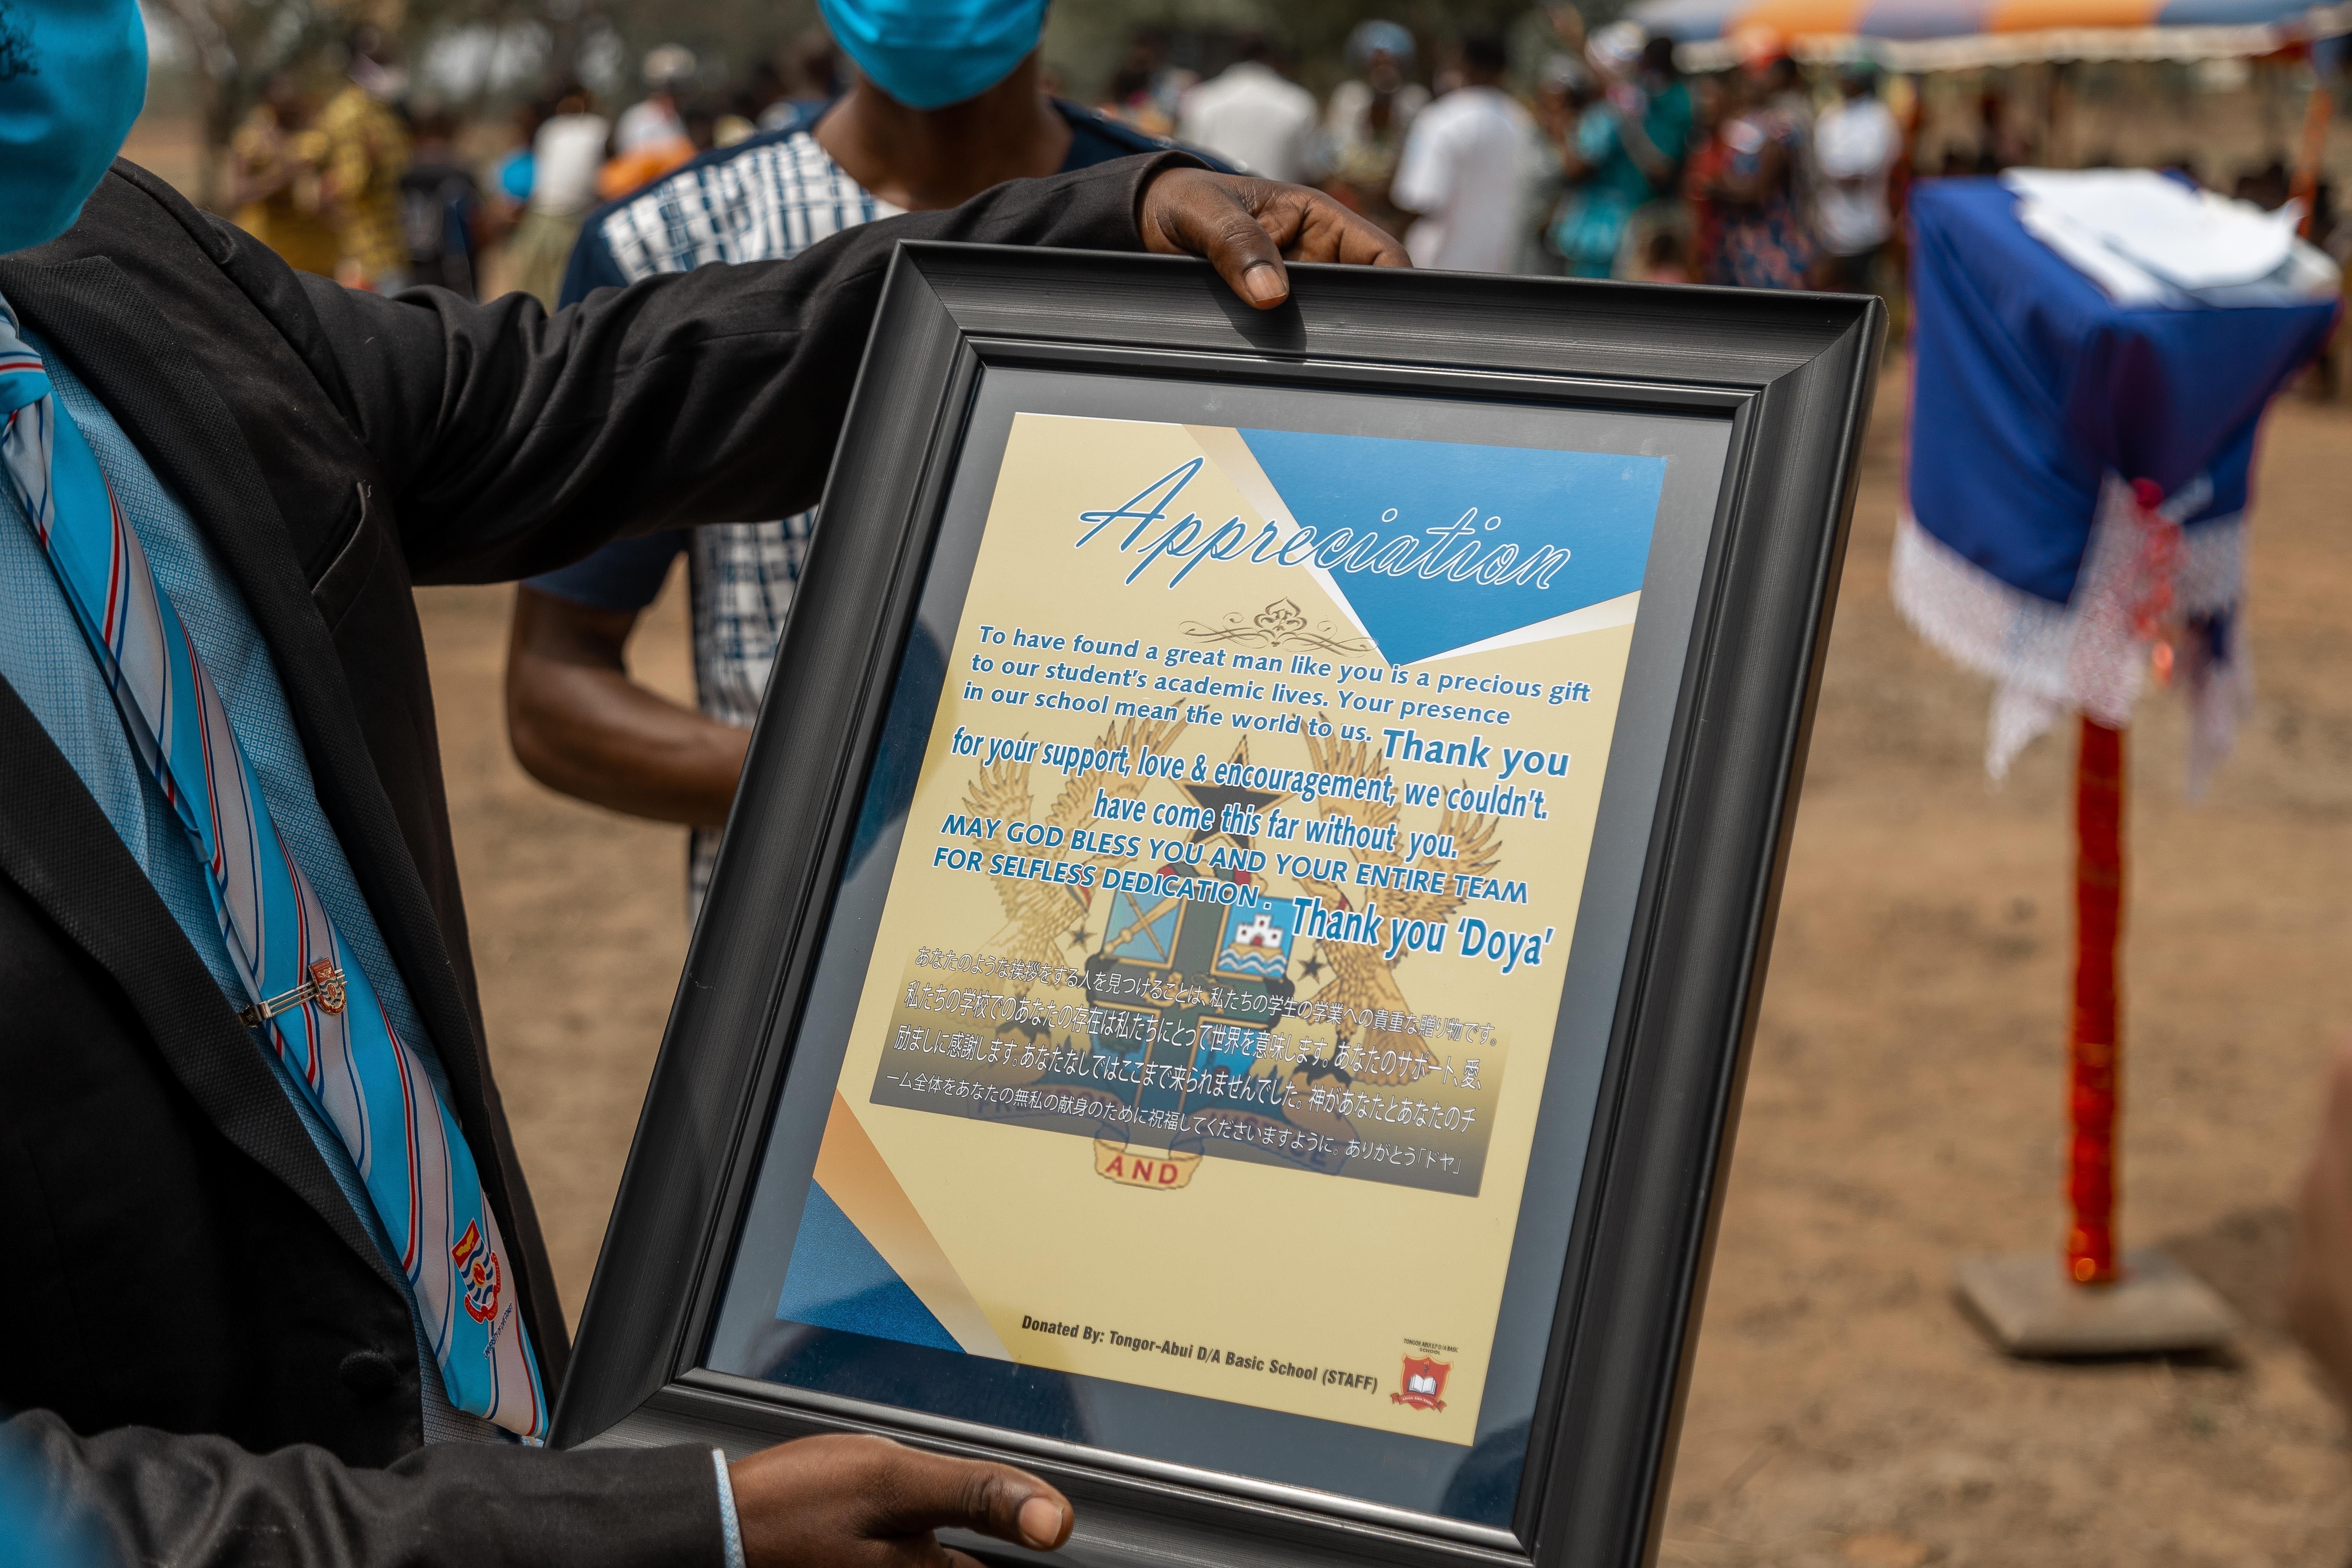 Appreciation
To have found a great man like you is a precious gift
to our student's academic lives. Your presence
in our school mean the world to us. Thank you
for your support, love & encouragement, we couldn't.
have come this far without you.
MAY GOD BLESS YOU AND YOUR ENTIRE TEAM
FOR SELFLESS DEDICATION . Thank you 'Doya'
あなたのような挨拶をする人を見つけることは、私たちの学生の学業への貴重な贈り物です。
私たちの学校でのあなたの存在は私たちにとって世界を意味します。あなたのサポート、愛、
励ましに感謝します。あなたなしではここまで来られませんでした。神があなたとあなたのチ
ーム全体をあなたの無私の献身のために祝福してくださいますように。ありがとう「ドヤ」
AND
Donated By: Tongor-Abui D/A Basic School (STAFF)
SCHOOL